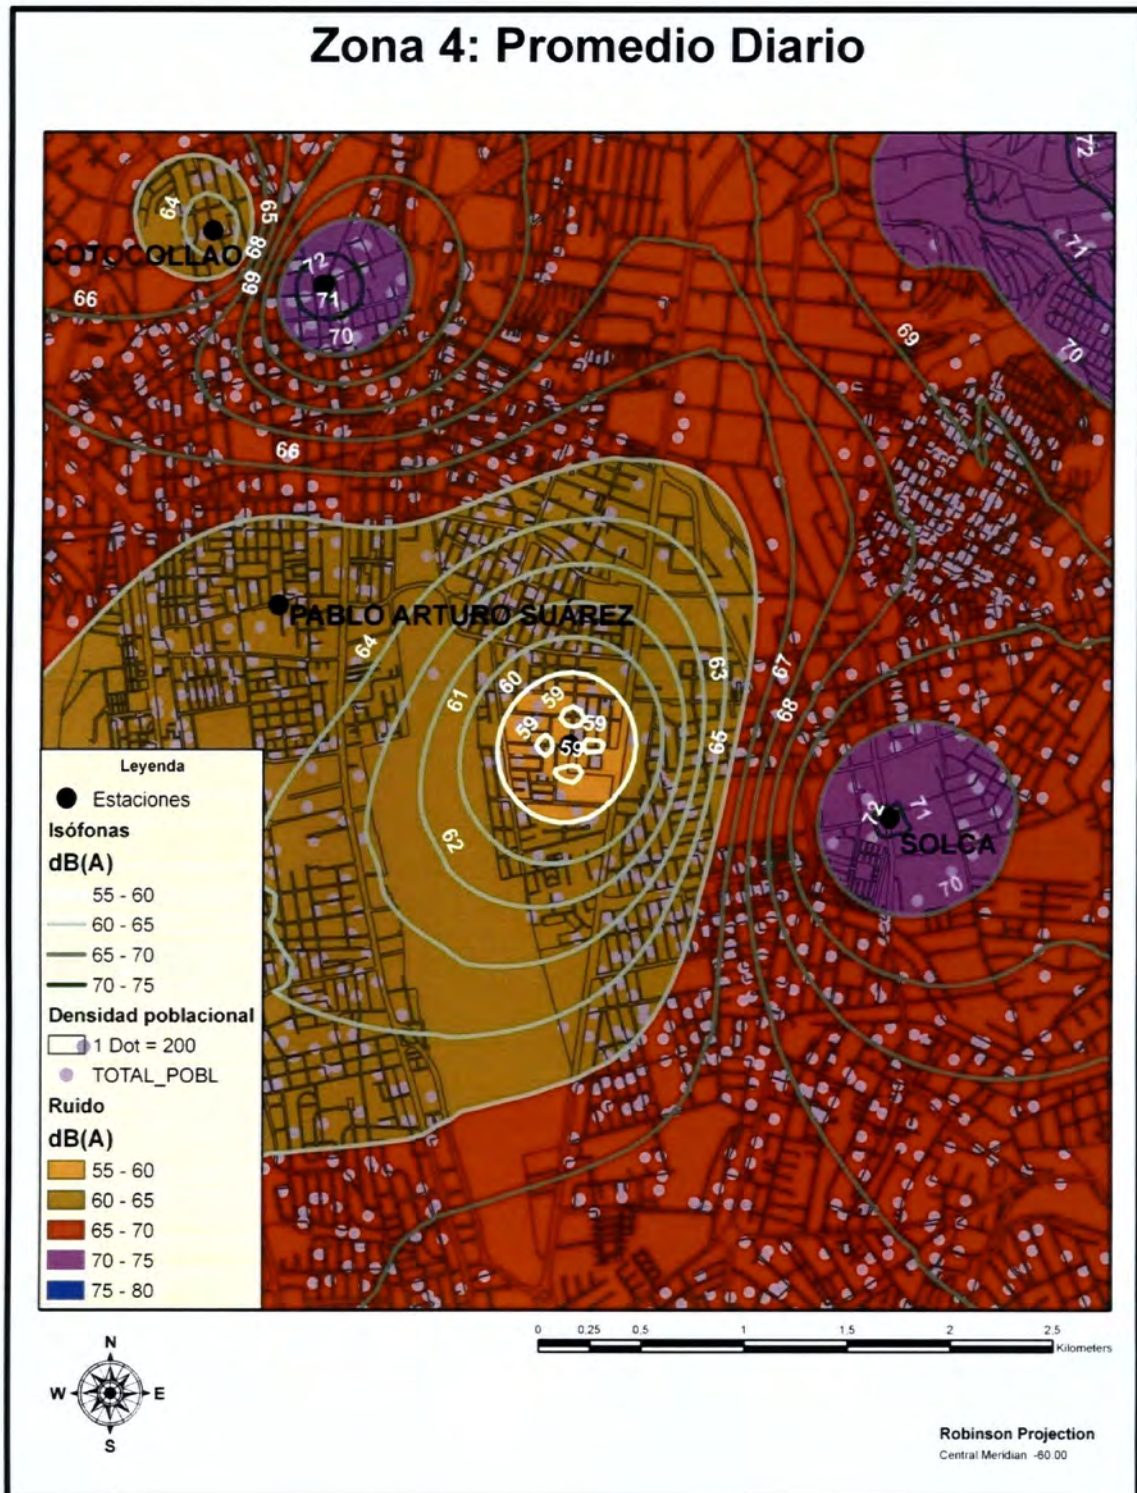 Zona 4: Promedio Diario
72
64
65
COTOCOLLAO
68
72
71
69
66
71
70
69
70
66
PABLO ARTURO SUÁREZ
64
63
67
60
61
59
59
59
59
68
65
62
72
71
SOLCA
70
Leyenda
Estaciones
Isófonas
dB(A)
55 - 60
60 - 65
65 - 70
70 - 75
Densidad poblacional
1 Dot = 200
TOTAL_POBL
Ruido
dB(A)
55 - 60
60 - 65
65 - 70
70 - 75
75 - 80
0 0.25 0.5 1 1.5 2 2.5
Kilometers
N
W E
S
Robinson Projection
Central Meridian -60.00